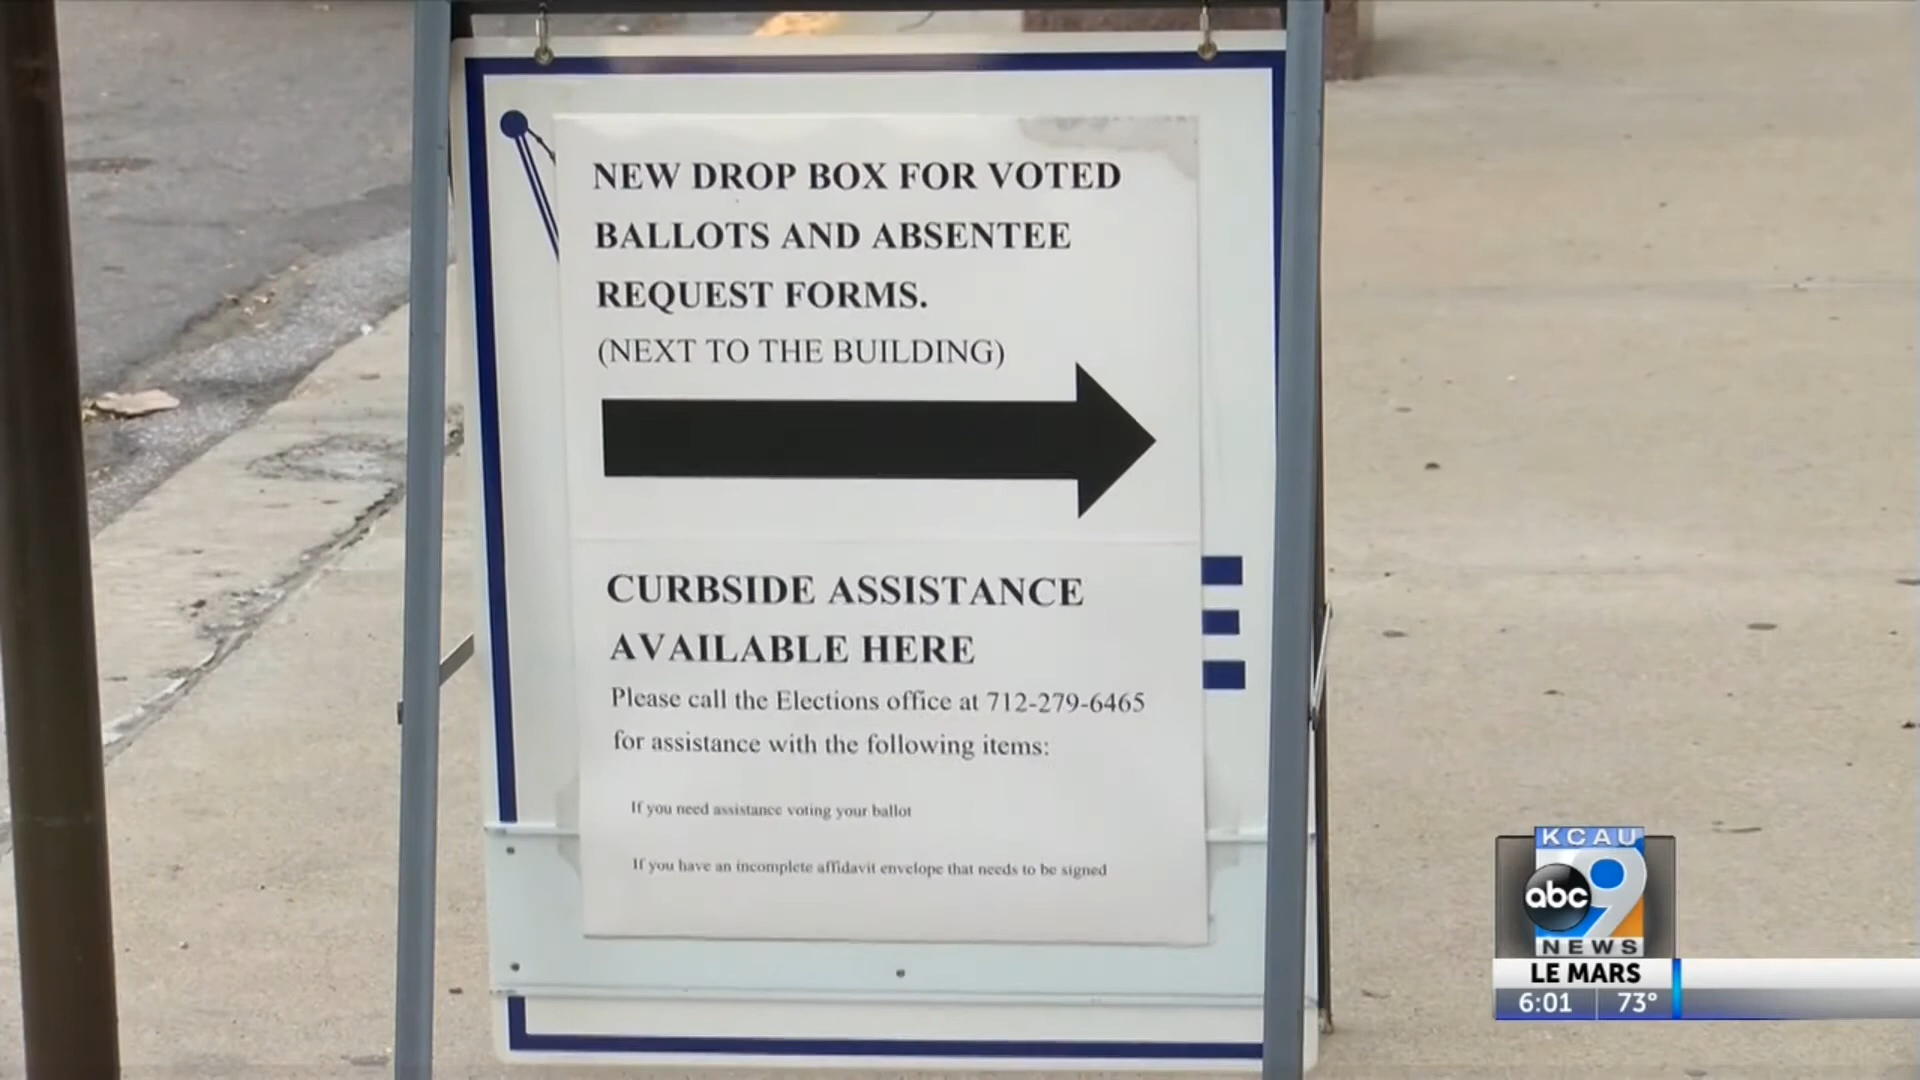 NEW DROP BOX FOR VOTED
BALLOTS AND ABSENTEE
REQUEST FORMS.
(NEXT TO THE BUILDING)
CURBSIDE ASSISTANCE
AVAILABLE HERE
Please call the Elections office at 712-279-6465
for assistance with the following items:
If you need assistance voting your ballot
If you have an incomplete affidavit envelope that needs to be signed
KCAU
abc 9
NEWS
LE MARS
6:01 73°